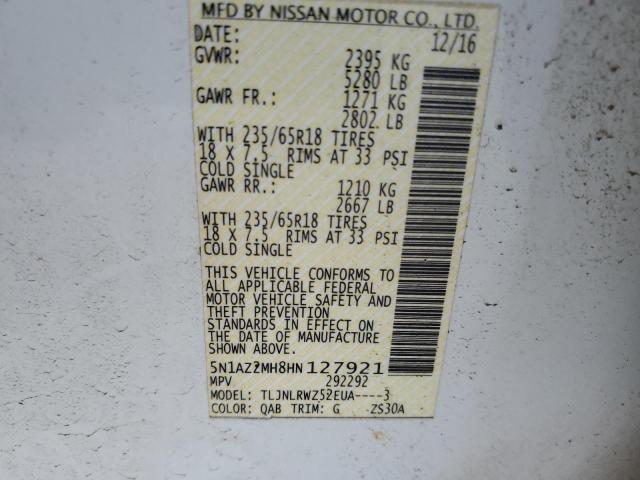 MFD BY NISSAN MOTOR CO., LTD.
DATE: 12/16
GVWR: 2395 KG
5280 LB
GAWR FR.: 1271 KG
2802 LB
WITH 235/65R18 TIRES
18 X 7.5 RIMS AT 33 PSI
COLD SINGLE
GAWR RR.: 1210 KG
2667 LB
WITH 235/65R18 TIRES
18 X 7.5 RIMS AT 33 PSI
COLD SINGLE
THIS VEHICLE CONFORMS TO
ALL APPLICABLE FEDERAL
MOTOR VEHICLE SAFETY AND
THEFT PREVENTION
STANDARDS IN EFFECT ON
THE DATE OF MANUFACTURE
SHOWN ABOVE.
5N1AZ2MH8HN127921
MPV 292292
MODEL: TLJNLRWZ52EUA----3
COLOR: QAB TRIM: G ZS30A